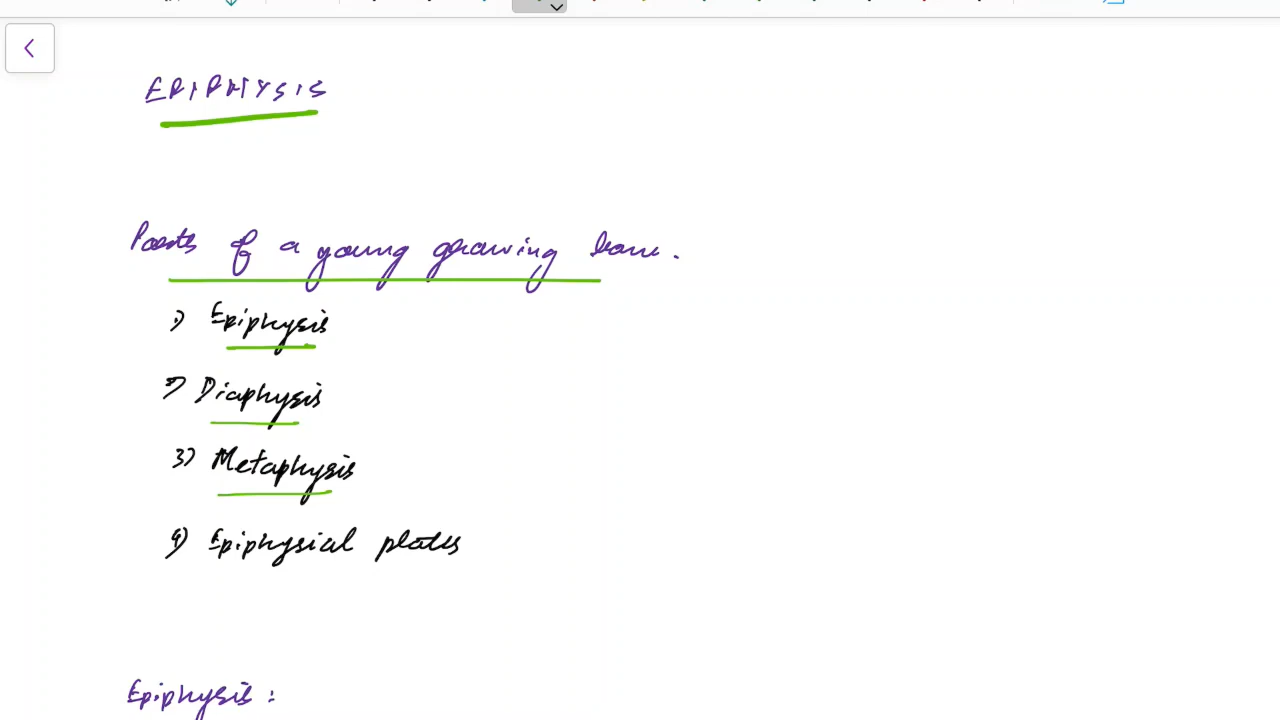 EPIPHYSIS
Parts of a young growing bone.
1) Epiphysis
2) Diaphysis
3) Metaphysis
4) Epiphysial plates
Epiphysis :